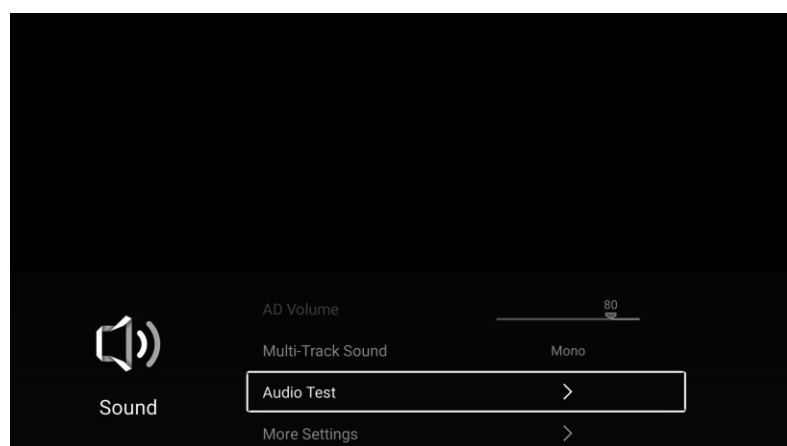 80
AD Volume
Multi-Track Sound Mono
Audio Test
Sound
More Settings